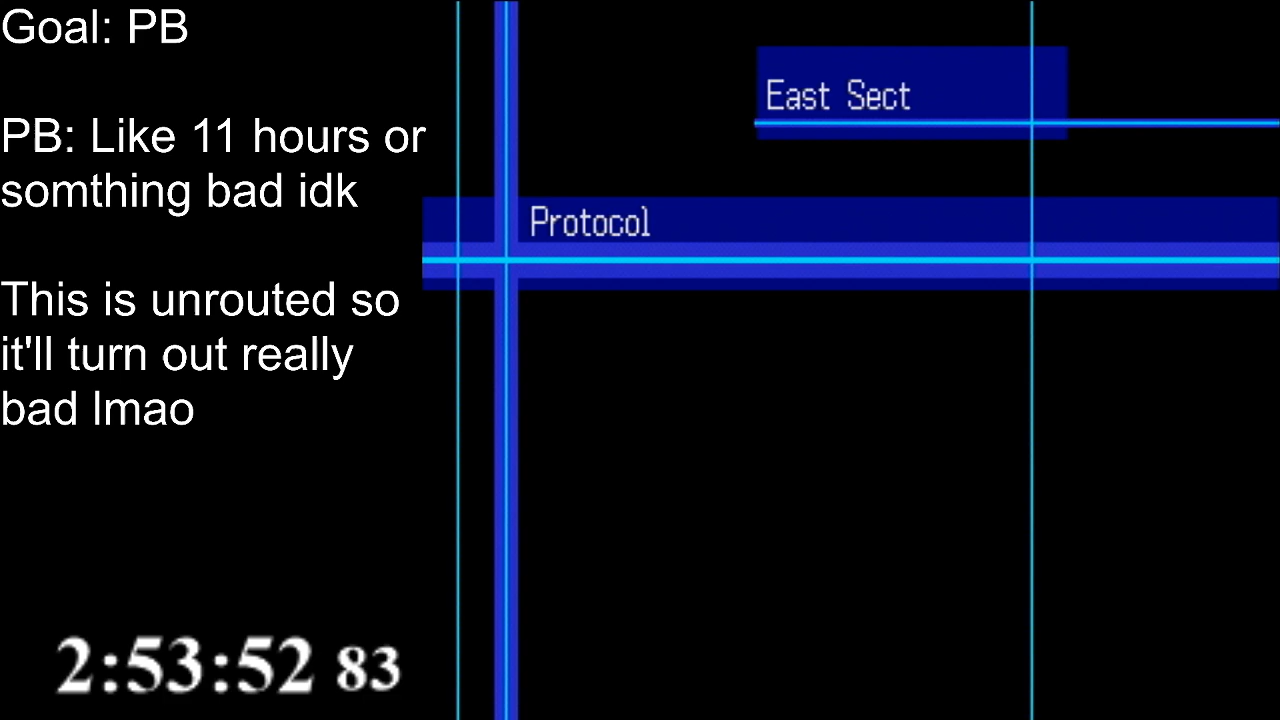 Goal: PB
PB: Like 11 hours or
somthing bad idk
This is unrouted so
it'll turn out really
bad lmao
East Sect
Protocol
2:53:52 83